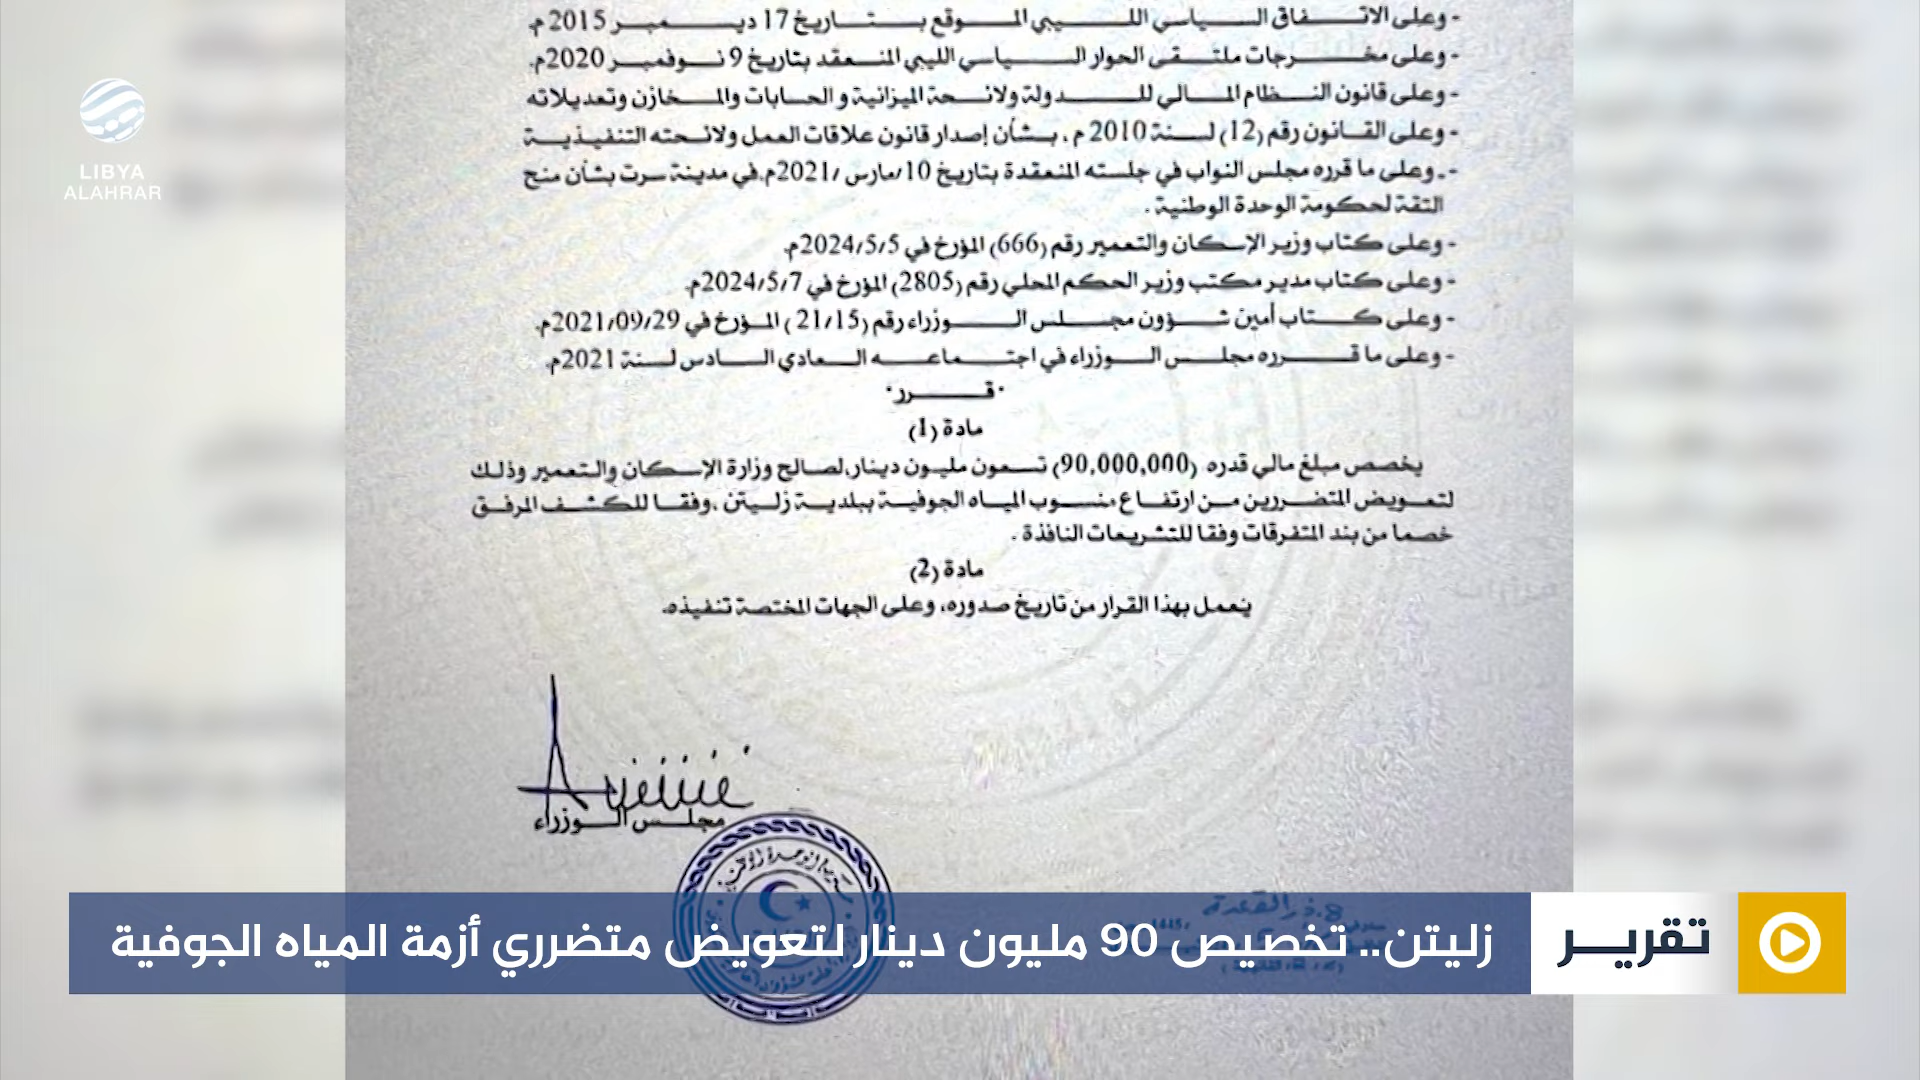 - وعلى الاتفاق السياسي الليبي الموقع بتاريخ 17 ديسمبر 2015م.
- وعلى مخرجات ملتقى الحوار السياسي الليبي المنعقد بتاريخ 9 نوفمبر 2020م.
- وعلى قانون النظام المالي للدولة ولائحة الميزانية والحسابات والمخازن وتعديلاته
- وعلى القانون رقم (12) لسنة 2010 م، بشأن إصدار قانون علاقات العمل ولائحته التنفيذية
-. وعلى ما قرره مجلس النواب في جلسته المنعقدة بتاريخ 10/مارس /2021م.في مدينة سرت بشأن منح
الثقة لحكومة الوحدة الوطنية.
- وعلى كتاب وزير الإسكان والتعمير رقم (666) المؤرخ في 2024/5/5م.
- وعلى كتاب مدير مكتب وزير الحكم المحلي رقم (2805) المؤرخ في 2024/5/7م.
- وعلى كتاب أمين شؤون مجلس الوزراء رقم (21/15) المؤرخ في 2021/09/29م.
- وعلى ما قرره مجلس الوزراء في اجتماعه العادي السادس لسنة 2021م.
"قرر"
مادة (1)
يخصص مبلغ مالي قدره (90,000,000) تسعون مليون دينار،لصالح وزارة الإسكان والتعمير وذلك
لتعويض المتضررين من ارتفاع منسوب المياه الجوفية ببلدية زليتن ،وفقا للكشف المرفق
خصما من بند المتفرقات وفقا للتشريعات النافذة .
مادة (2)
يعمل بهذا القرار من تاريخ صدوره، وعلى الجهات المختصة تنفيذه.
مجلس الوزراء
LIBYA
ALAHRAR
تقرير
زليتن.. تخصيص 90 مليون دينار لتعويض متضرري أزمة المياه الجوفية